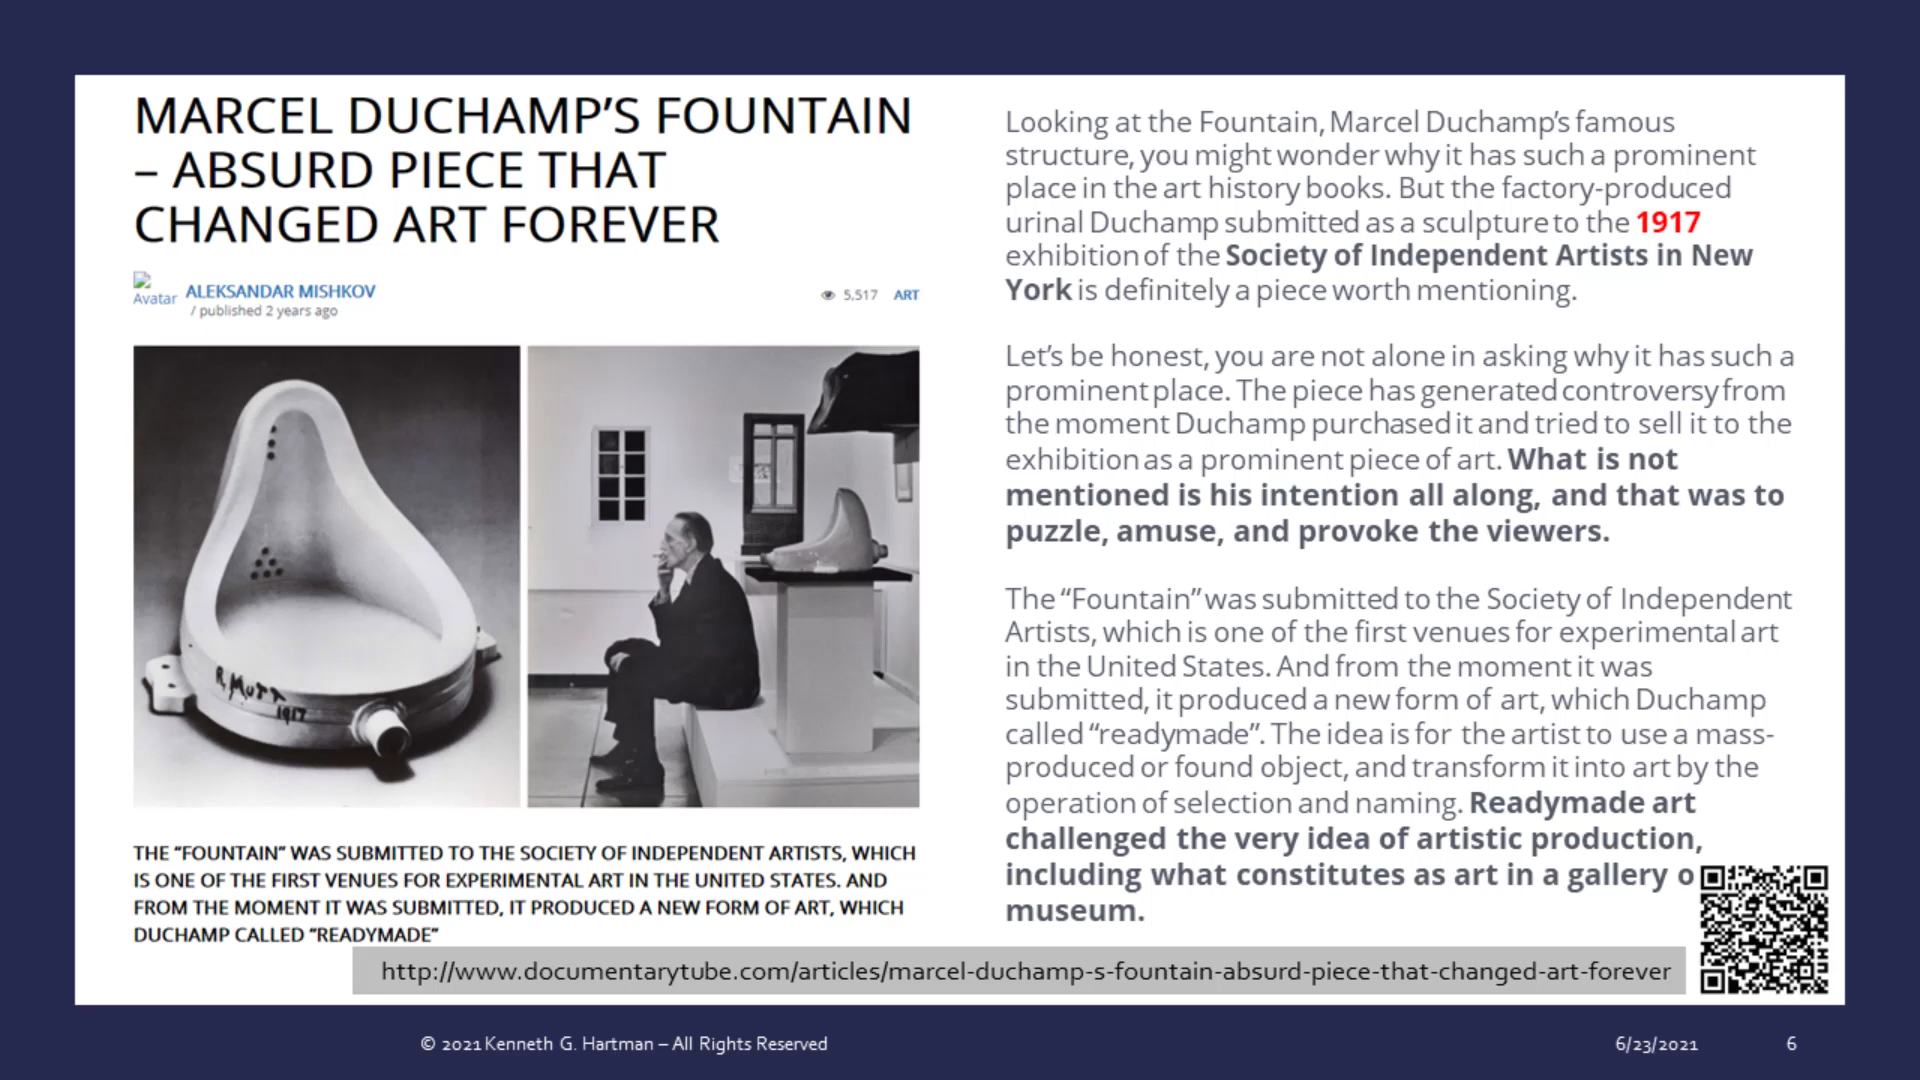 MARCEL DUCHAMP'S FOUNTAIN
– ABSURD PIECE THAT
CHANGED ART FOREVER
Avatar
ALEKSANDAR MISHKOV
/ published 2 years ago
5,517 ART
R. MUTT
1917
THE "FOUNTAIN" WAS SUBMITTED TO THE SOCIETY OF INDEPENDENT ARTISTS, WHICH
IS ONE OF THE FIRST VENUES FOR EXPERIMENTAL ART IN THE UNITED STATES. AND
FROM THE MOMENT IT WAS SUBMITTED, IT PRODUCED A NEW FORM OF ART, WHICH
DUCHAMP CALLED "READYMADE"
Looking at the Fountain, Marcel Duchamp's famous
structure, you might wonder why it has such a prominent
place in the art history books. But the factory-produced
urinal Duchamp submitted as a sculpture to the 1917
exhibition of the Society of Independent Artists in New
York is definitely a piece worth mentioning.
Let's be honest, you are not alone in asking why it has such a
prominent place. The piece has generated controversy from
the moment Duchamp purchased it and tried to sell it to the
exhibition as a prominent piece of art. What is not
mentioned is his intention all along, and that was to
puzzle, amuse, and provoke the viewers.
The "Fountain" was submitted to the Society of Independent
Artists, which is one of the first venues for experimental art
in the United States. And from the moment it was
submitted, it produced a new form of art, which Duchamp
called "readymade". The idea is for the artist to use a mass-
produced or found object, and transform it into art by the
operation of selection and naming. Readymade art
challenged the very idea of artistic production,
including what constitutes as art in a gallery o
museum.
http://www.documentarytube.com/articles/marcel-duchamp-s-fountain-absurd-piece-that-changed-art-forever
© 2021 Kenneth G. Hartman – All Rights Reserved
6/23/2021
6